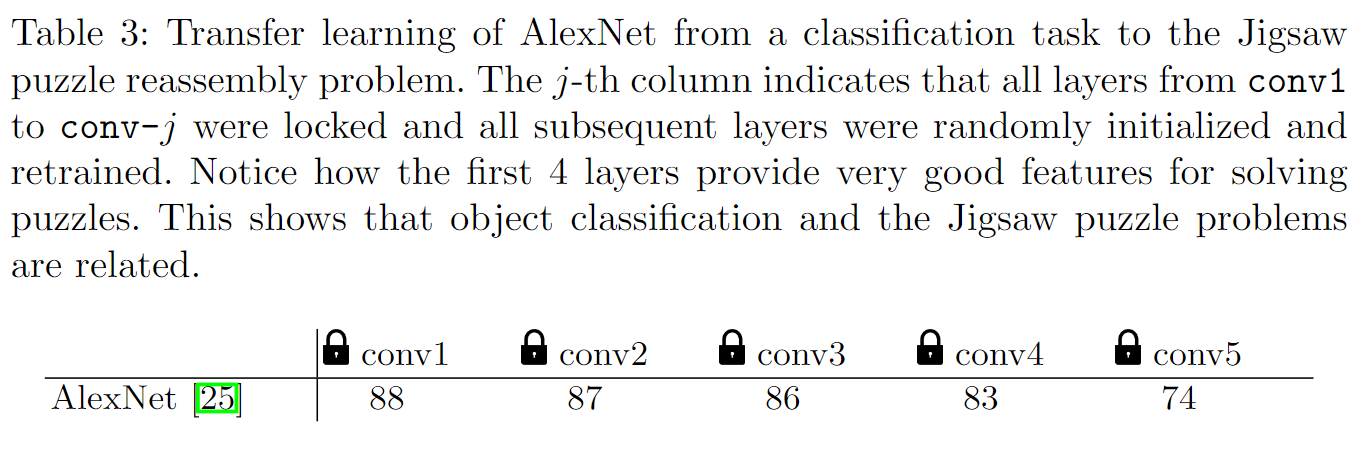 Table 3: Transfer learning of AlexNet from a classification task to the Jigsaw
puzzle reassembly problem. The j-th column indicates that all layers from conv1
to conv-j were locked and all subsequent layers were randomly initialized and
retrained. Notice how the first 4 layers provide very good features for solving
puzzles. This shows that object classification and the Jigsaw puzzle problems
are related.
conv1 conv2 conv3 conv4 conv5
AlexNet [25] 88 87 86 83 74